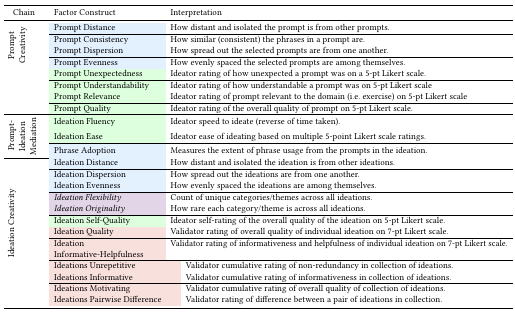 Chain Factor Construct Interpretation
Prompt Creativity
Prompt Distance How distant and isolated the prompt is from other prompts.
Prompt Consistency How similar (consistent) the phrases in a prompt are.
Prompt Dispersion How spread out the selected prompts are from one another.
Prompt Evenness How evenly spaced the selected prompts are among themselves.
Prompt Unexpectedness Ideator rating of how unexpected a prompt was on a 5-pt Likert scale.
Prompt Understandability Ideator rating of how understandable a prompt was on 5-pt Likert scale
Prompt Relevance Ideator rating of prompt relevant to the domain (i.e. exercise) on 5-pt Likert scale
Prompt Quality Ideator rating of the overall quality of prompt on 5-pt Likert scale.
Prompt-Ideation Mediation
Ideation Fluency Ideator speed to ideate (reverse of time taken).
Ideation Ease Ideator ease of ideating based on multiple 5-point Likert scale ratings.
Phrase Adoption Measures the extent of phrase usage from the prompts in the ideation.
Ideation Creativity
Ideation Distance How distant and isolated the ideation is from other ideations.
Ideation Dispersion How spread out the ideations are from one another.
Ideation Evenness How evenly spaced the ideations are among themselves.
Ideation Flexibility Count of unique categories/themes across all ideations.
Ideation Originality How rare each category/theme is across all ideations.
Ideation Self-Quality Ideator self-rating of the overall quality of the ideation on 5-pt Likert scale.
Ideation Quality Validator rating of overall quality of individual ideation on 7-pt Likert scale.
Ideation Validator rating of informativeness and helpfulness of individual ideation on 7-pt Likert scale.
Informative-Helpfulness
Ideations Unrepetitive Validator cumulative rating of non-redundancy in collection of ideations.
Ideations Informative Validator cumulative rating of informativeness in collection of ideations.
Ideations Motivating Validator cumulative rating of overall quality of collection of ideations.
Ideations Pairwise Difference Validator rating of difference between a pair of ideations in collection.